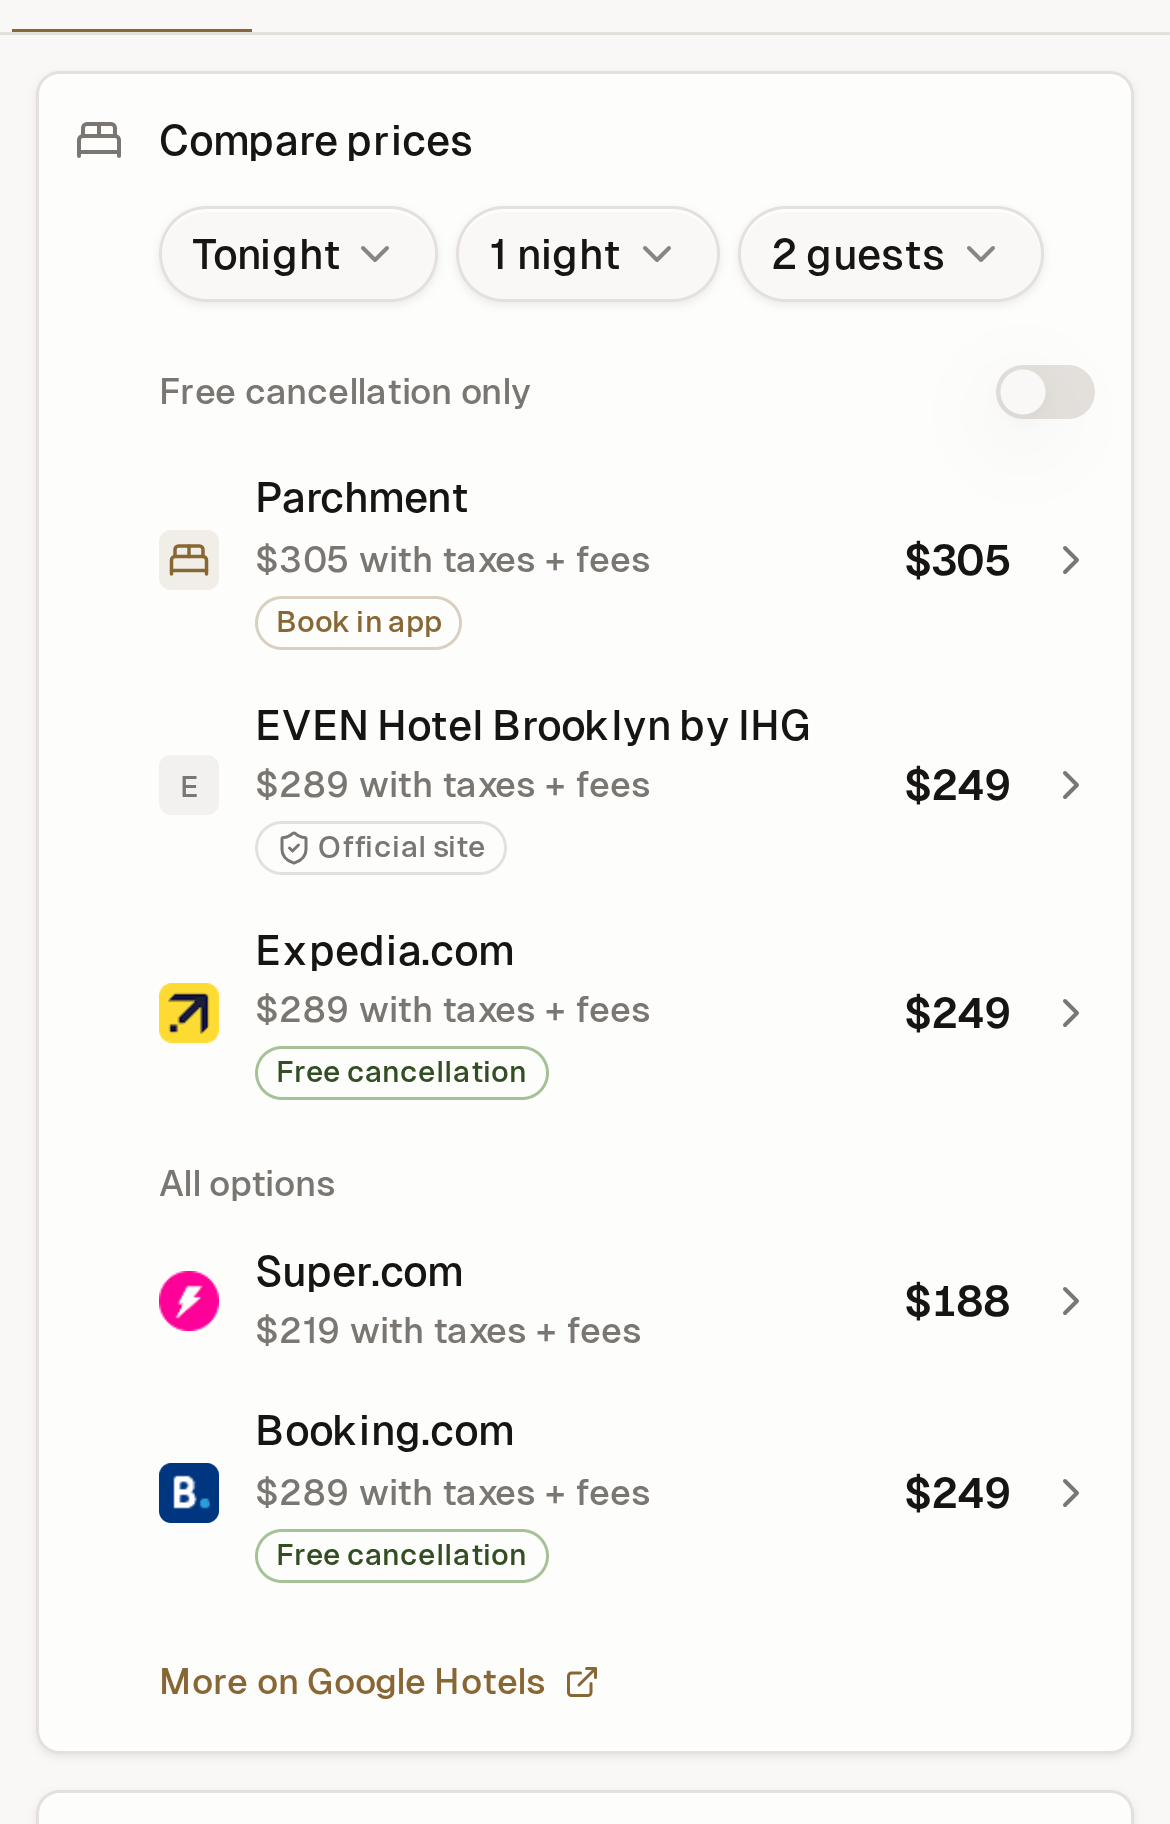 Compare prices
Tonight 1 night 2 guests
Free cancellation only
Parchment
$305 with taxes + fees $305
Book in app
EVEN Hotel Brooklyn by IHG
E $289 with taxes + fees $249
Official site
Expedia.com
$289 with taxes + fees $249
Free cancellation
All options
Super.com
$188
$219 with taxes + fees
Booking.com
B. $289 with taxes + fees $249
Free cancellation
More on Google Hotels